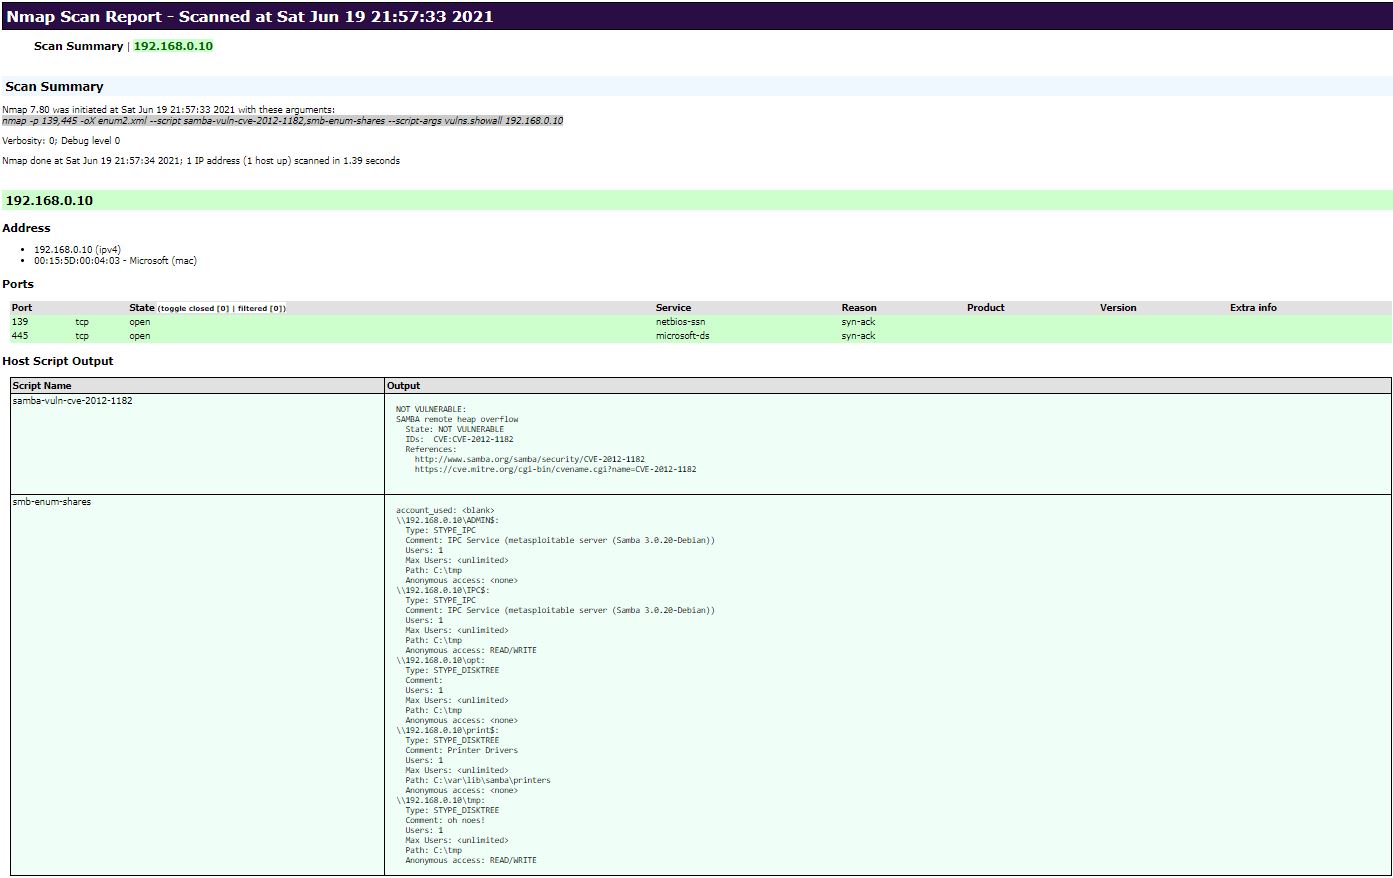 Nmap Scan Report - Scanned at Sat Jun 19 21:57:33 2021
Scan Summary | 192.168.0.10
Scan Summary
Nmap 7.80 was initiated at Sat Jun 19 21:57:33 2021 with these arguments:
nmap -p 139,445 -oX enum2.xml --script samba-vuln-cve-2012-1182,smb-enum-shares --script-args vulns.showall 192.168.0.10
Verbosity: 0; Debug level 0
Nmap done at Sat Jun 19 21:57:34 2021; 1 IP address (1 host up) scanned in 1.39 seconds
192.168.0.10
Address
• 192.168.0.10 (ipv4)
• 00:15:5D:00:04:03 - Microsoft (mac)
Ports
Port State (toggle closed [0] | filtered [0]) Service Reason Product Version Extra info
139 tcp open netbios-ssn syn-ack
445 tcp open microsoft-ds syn-ack
Host Script Output
Script Name Output
samba-vuln-cve-2012-1182
NOT VULNERABLE:
SAMBA remote heap overflow
State: NOT VULNERABLE
IDs: CVE:CVE-2012-1182
References:
http://www.samba.org/samba/security/CVE-2012-1182
https://cve.mitre.org/cgi-bin/cvename.cgi?name=CVE-2012-1182
smb-enum-shares
account_used: <blank>
\\192.168.0.10\ADMIN$:
Type: STYPE_IPC
Comment: IPC Service (metasploitable server (Samba 3.0.20-Debian))
Users: 1
Max Users: <unlimited>
Path: C:\tmp
Anonymous access: <none>
\\192.168.0.10\IPC$:
Type: STYPE_IPC
Comment: IPC Service (metasploitable server (Samba 3.0.20-Debian))
Users: 1
Max Users: <unlimited>
Path: C:\tmp
Anonymous access: READ/WRITE
\\192.168.0.10\opt:
Type: STYPE_DISKTREE
Comment:
Users: 1
Max Users: <unlimited>
Path: C:\tmp
Anonymous access: <none>
\\192.168.0.10\print$:
Type: STYPE_DISKTREE
Comment: Printer Drivers
Users: 1
Max Users: <unlimited>
Path: C:\var\lib\samba\printers
Anonymous access: <none>
\\192.168.0.10\tmp:
Type: STYPE_DISKTREE
Comment: oh noes!
Users: 1
Max Users: <unlimited>
Path: C:\tmp
Anonymous access: READ/WRITE